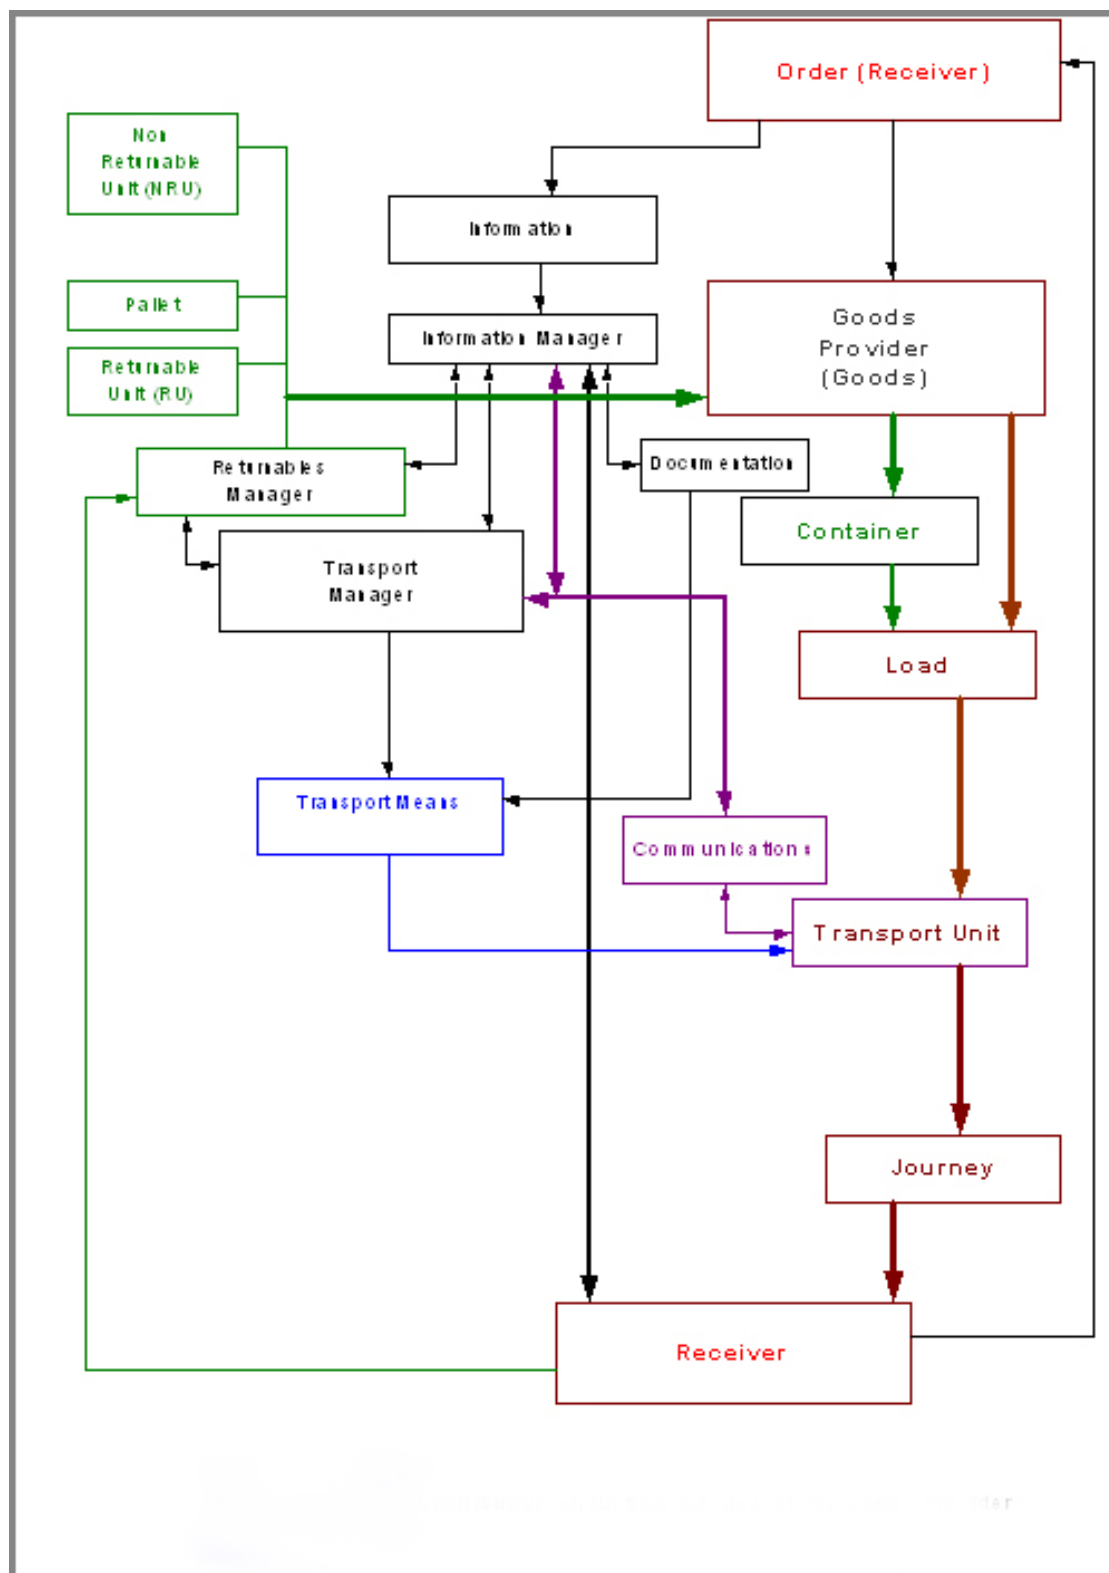 Order (Receiver)
Non
Returnable
Unit (NRU)
Information
Pallet
Goods
Provider
(Goods)
Information Manager
Returnable
Unit (RU)
Returnables
Manager
Documentation
Container
Transport
Manager
Load
Transport Means
Communications
Transport Unit
Journey
Receiver